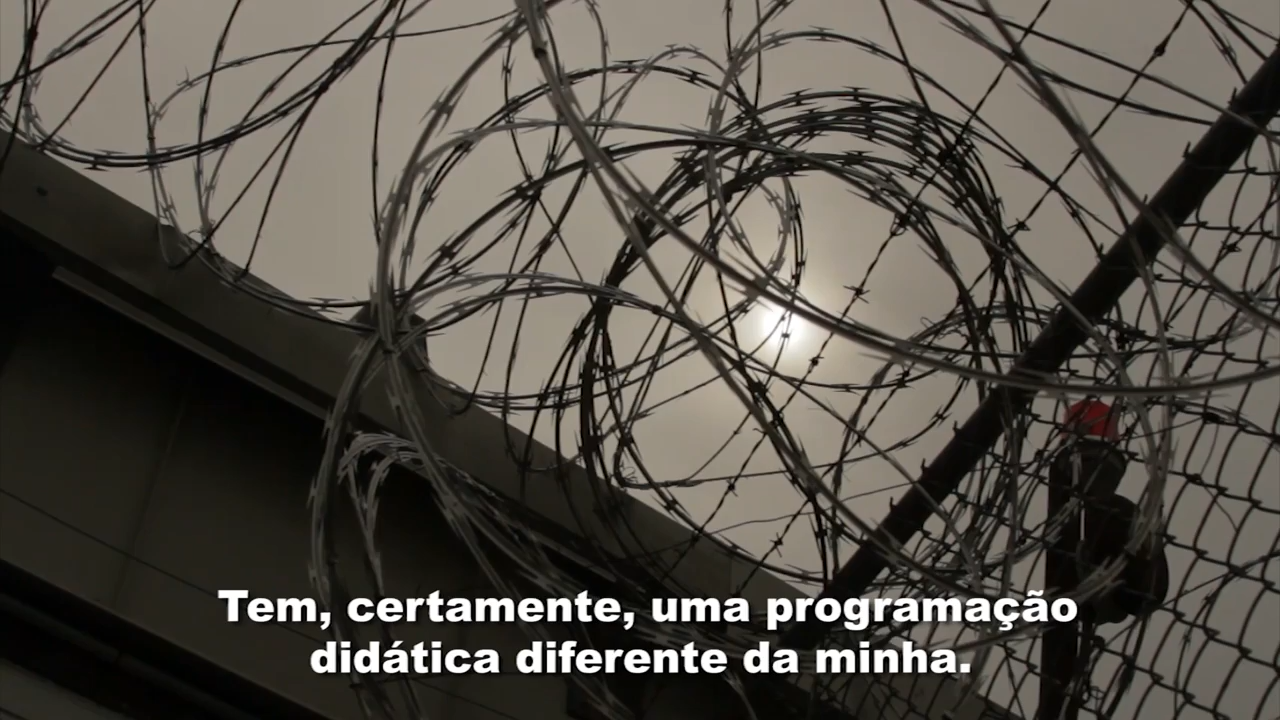 Tem, certamente, uma programação
didática diferente da minha.